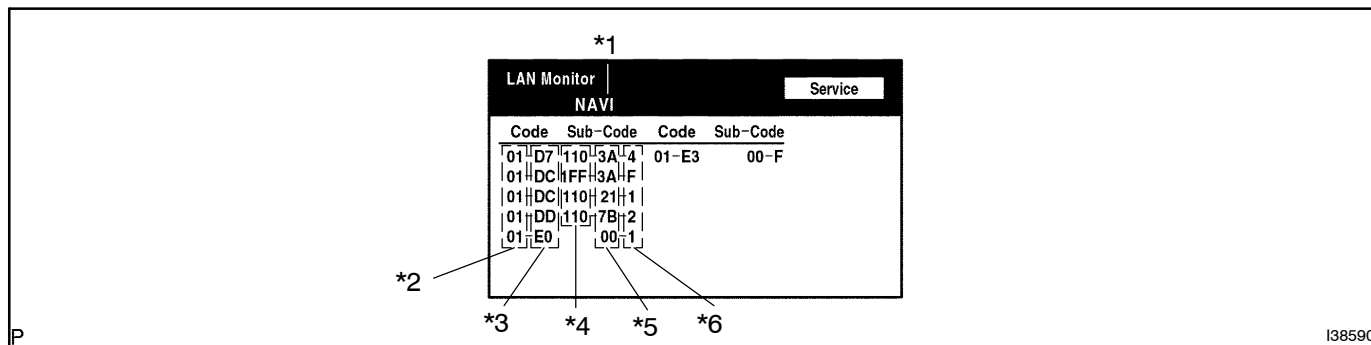 *1
LAN Monitor
Service
NAVI
Code Sub-Code Code Sub-Code
01-D7 110-3A-4 01-E3 00-F
01-DC 1FF-3A-F
01-DC 110-21-1
01-DD 110-7B-2
01-E0 00-1
*2
*3 *4 *5 *6
P
I38590